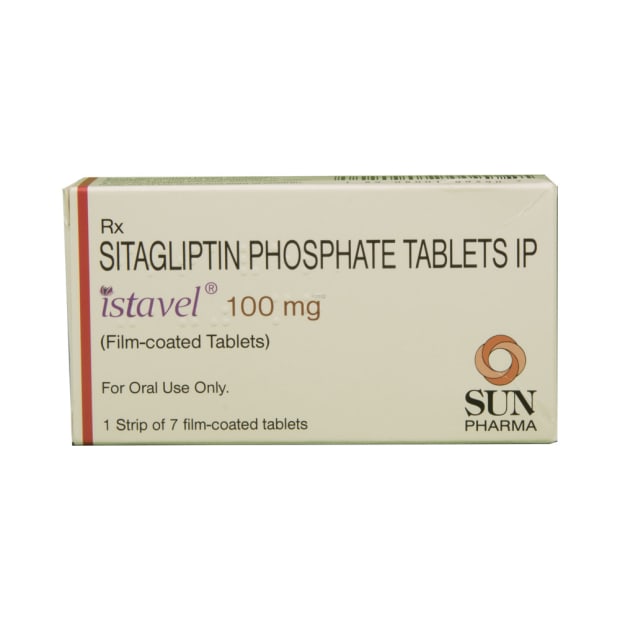 Rx
SITAGLIPTIN PHOSPHATE TABLETS IP
istavel® 100 mg
(Film-coated Tablets)
For Oral Use Only.
1 Strip of 7 film-coated tablets
SUN
PHARMA